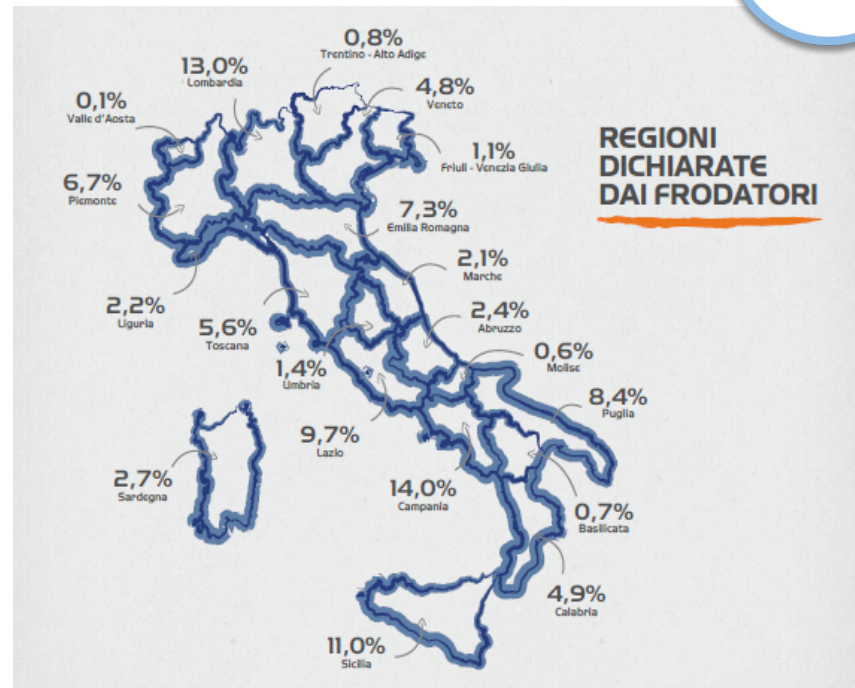 0,8%
Trentino - Alto Adige
13,0%
Lombardia
4,8%
Veneto
0,1%
Valle d'Aosta
1,1%
Friuli - Venezia Giulia
REGIONI
DICHIARATE
DAI FRODATORI
6,7%
Piemonte
7,3%
Emilia Romagna
2,1%
Marche
2,2%
Liguria
5,6%
Toscana
2,4%
Abruzzo
1,4%
Umbria
0,6%
Molise
8,4%
Puglia
9,7%
Lazio
2,7%
Sardegna
14,0%
Campania
0,7%
Basilicata
4,9%
Calabria
11,0%
Sicilia